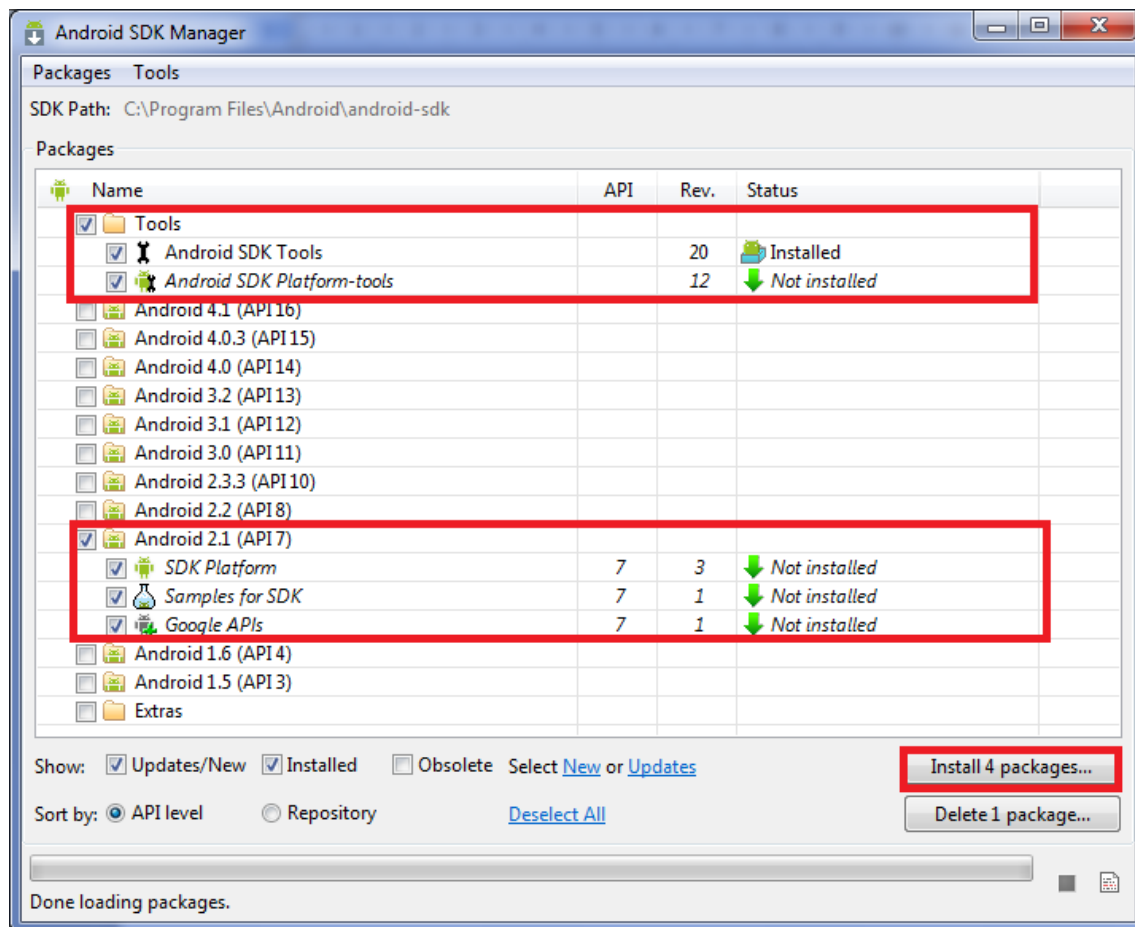 Android SDK Manager
Packages Tools
SDK Path: C:\Program Files\Android\android-sdk
Packages
Name API Rev. Status
Tools
Android SDK Tools 20 Installed
Android SDK Platform-tools 12 Not installed
Android 4.1 (API 16)
Android 4.0.3 (API 15)
Android 4.0 (API 14)
Android 3.2 (API 13)
Android 3.1 (API 12)
Android 3.0 (API 11)
Android 2.3.3 (API 10)
Android 2.2 (API 8)
Android 2.1 (API 7)
SDK Platform 7 3 Not installed
Samples for SDK 7 1 Not installed
Google APIs 7 1 Not installed
Android 1.6 (API 4)
Android 1.5 (API 3)
Extras
Show: Updates/New Installed Obsolete Select New or Updates Install 4 packages...
Sort by: API level Repository Deselect All Delete 1 package...
Done loading packages.